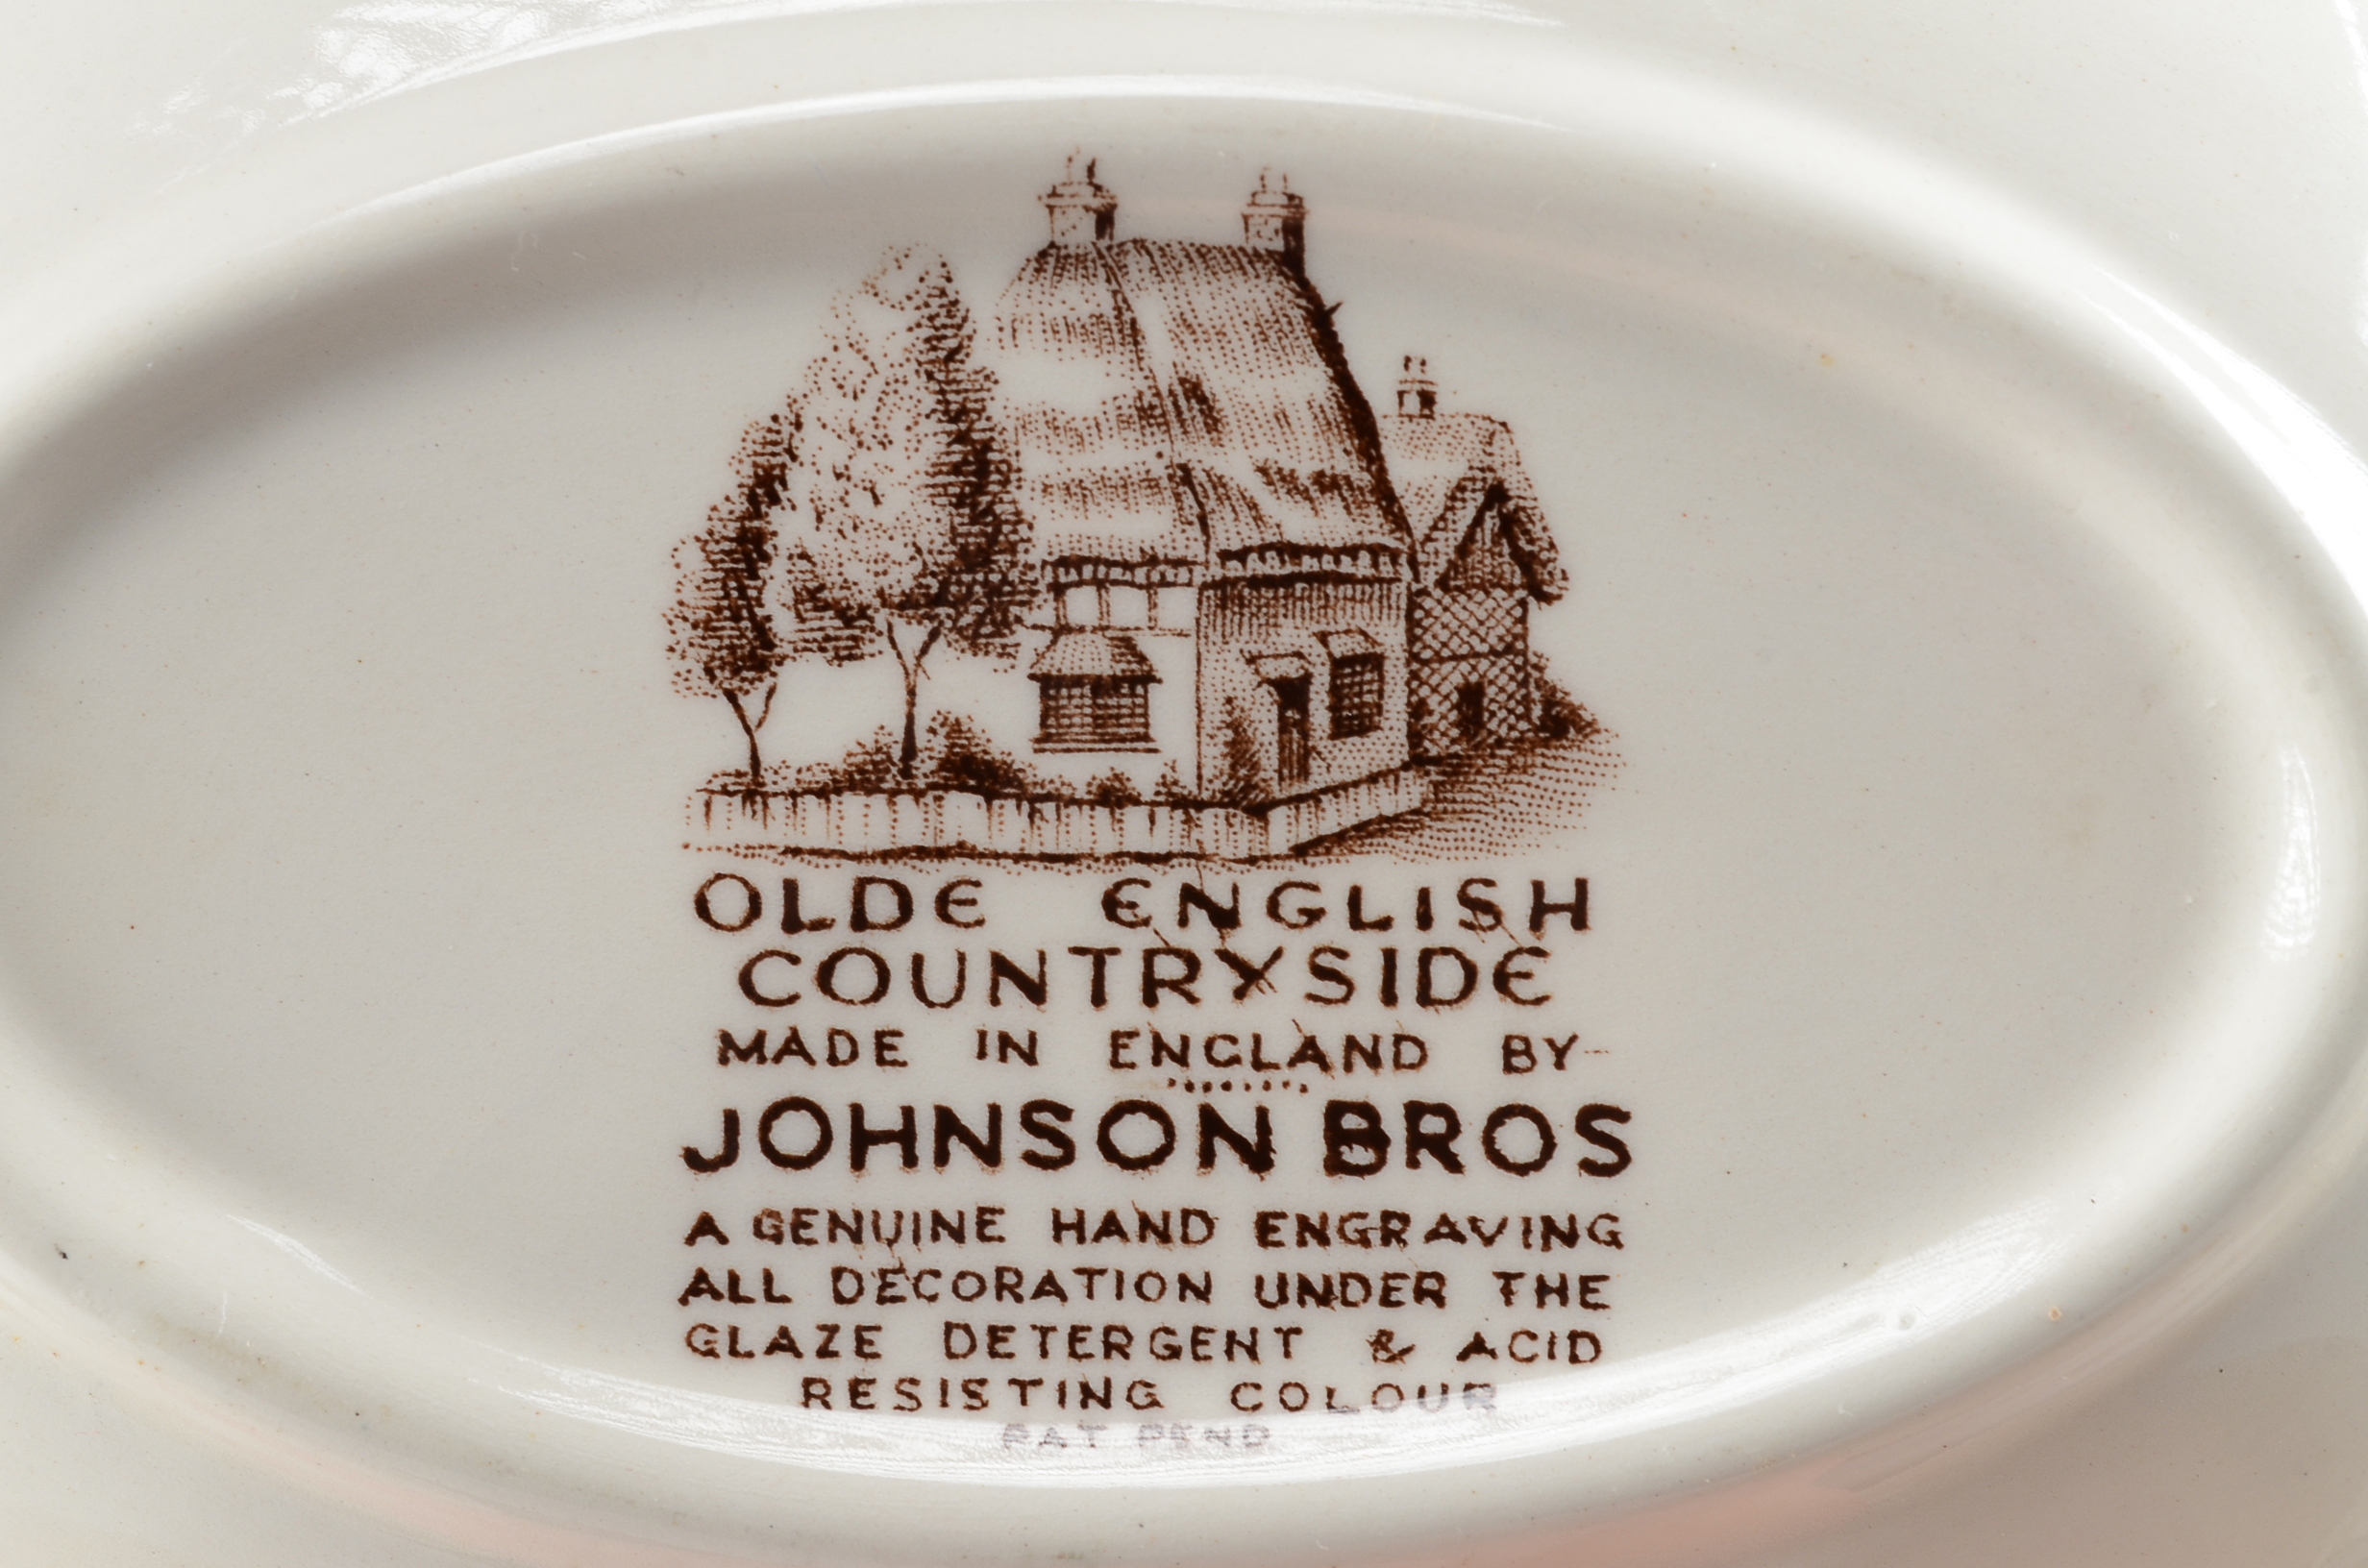 OLDE ENGLISH
COUNTRYSIDE
MADE IN ENGLAND BY
JOHNSON BROS
A GENUINE HAND ENGRAVING
ALL DECORATION UNDER THE
GLAZE DETERGENT & ACID
RESISTING COLOUR
PAT PEND